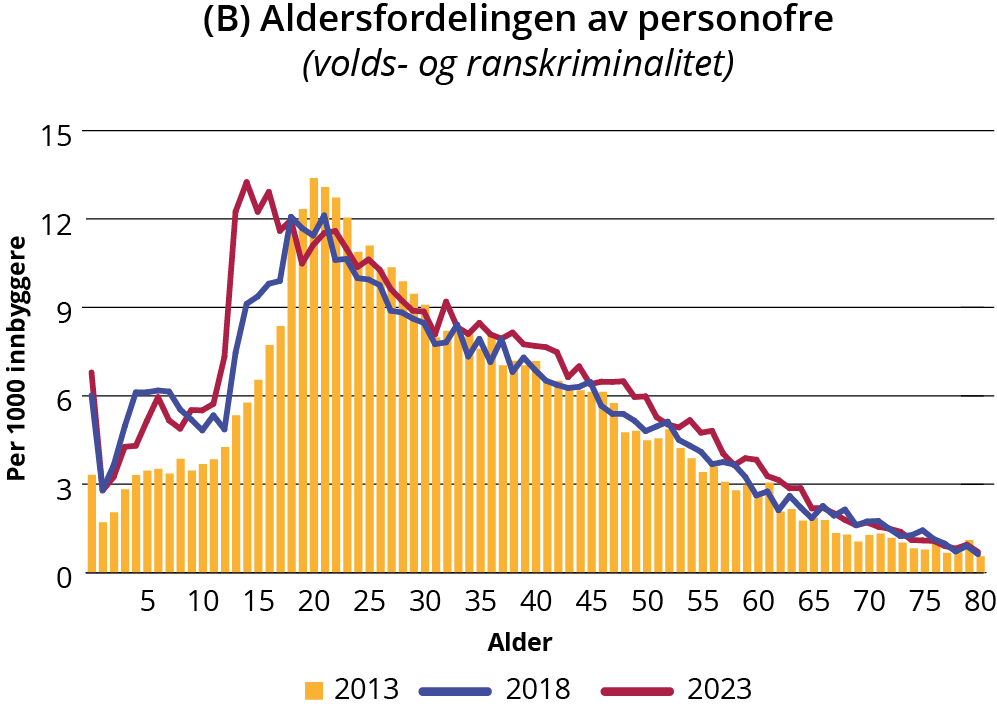 (B) Aldersfordelingen av personofre
(volds- og ranskriminalitet)
Per 1000 innbyggere
15
12
9
6
3
0
5 10 15 20 25 30 35 40 45 50 55 60 65 70 75 80
Alder
2013 2018 2023